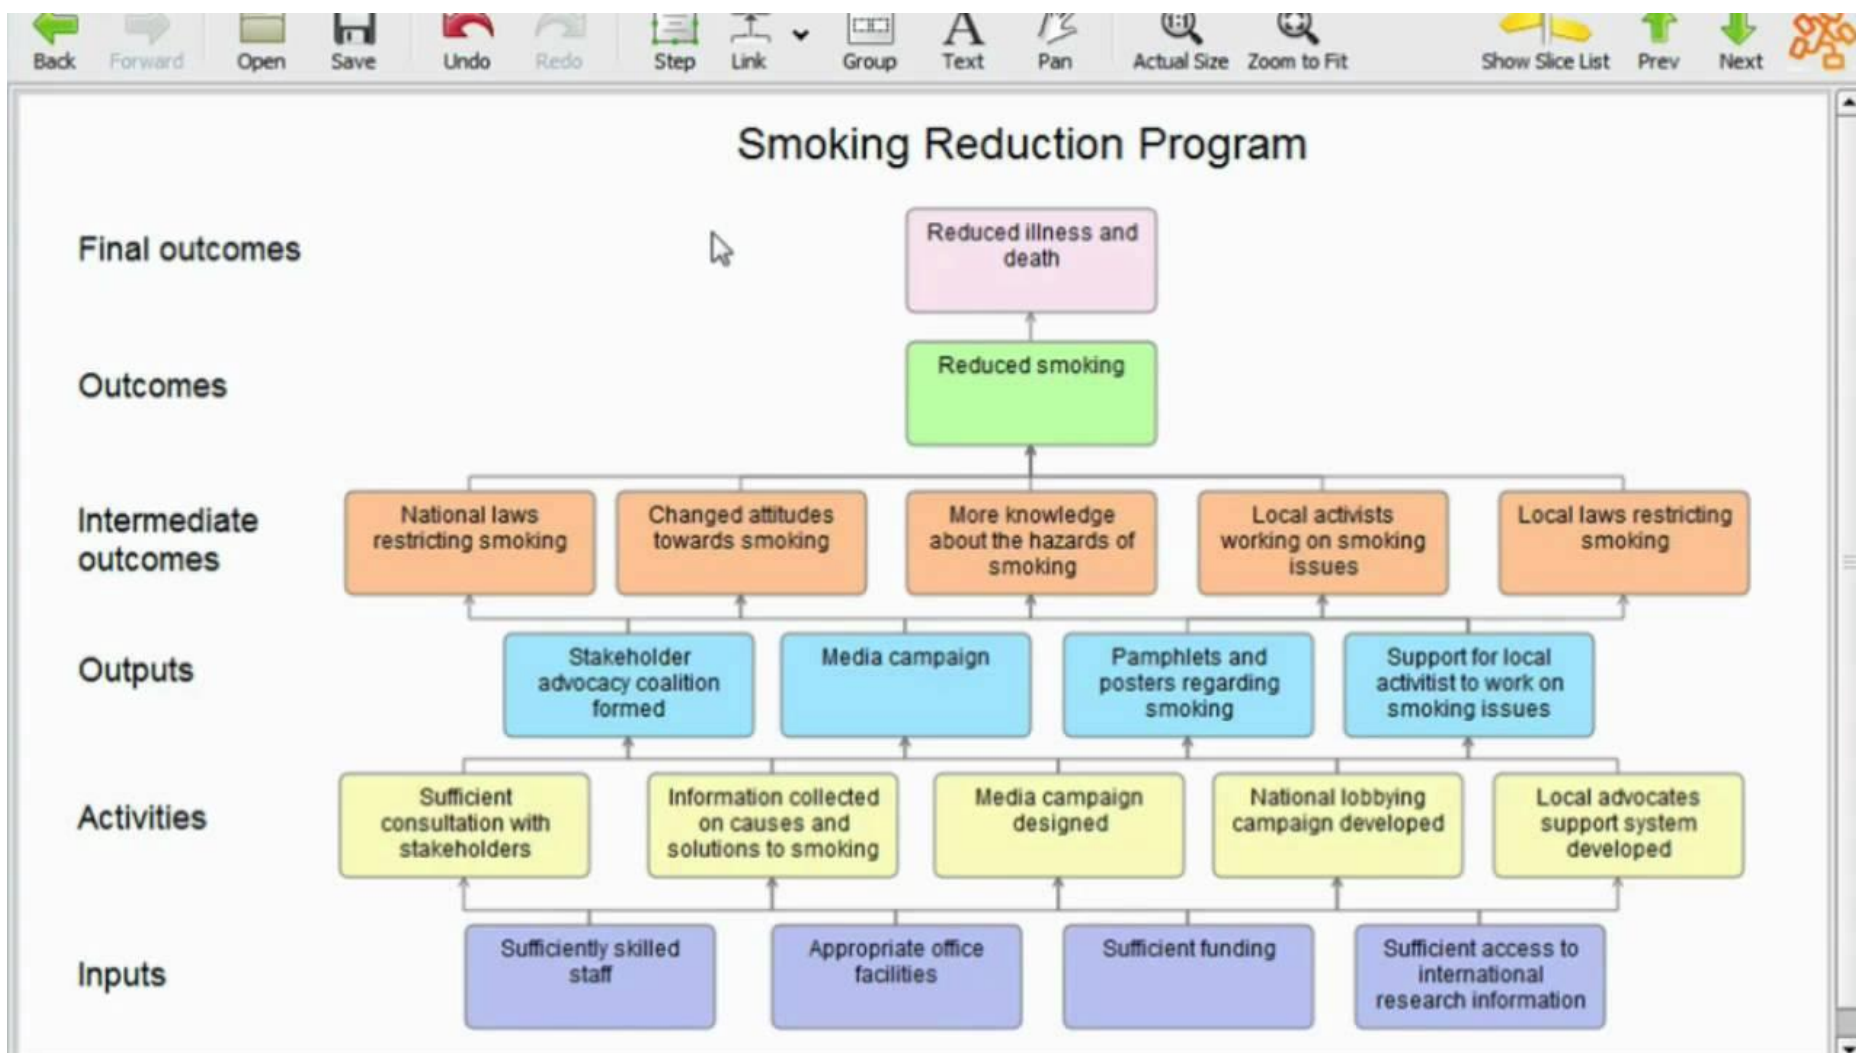 Back Forward Open Save Undo Redo Step Link Group Text Pan Actual Size Zoom to Fit Show Slice List Prev Next
Smoking Reduction Program
Final outcomes
Reduced illness and
death
Outcomes
Reduced smoking
Intermediate
outcomes
National laws
restricting smoking
Changed attitudes
towards smoking
More knowledge
about the hazards of
smoking
Local activists
working on smoking
issues
Local laws restricting
smoking
Outputs
Stakeholder
advocacy coalition
formed
Media campaign
Pamphlets and
posters regarding
smoking
Support for local
activitist to work on
smoking issues
Activities
Sufficient
consultation with
stakeholders
Information collected
on causes and
solutions to smoking
Media campaign
designed
National lobbying
campaign developed
Local advocates
support system
developed
Inputs
Sufficiently skilled
staff
Appropriate office
facilities
Sufficient funding
Sufficient access to
international
research information